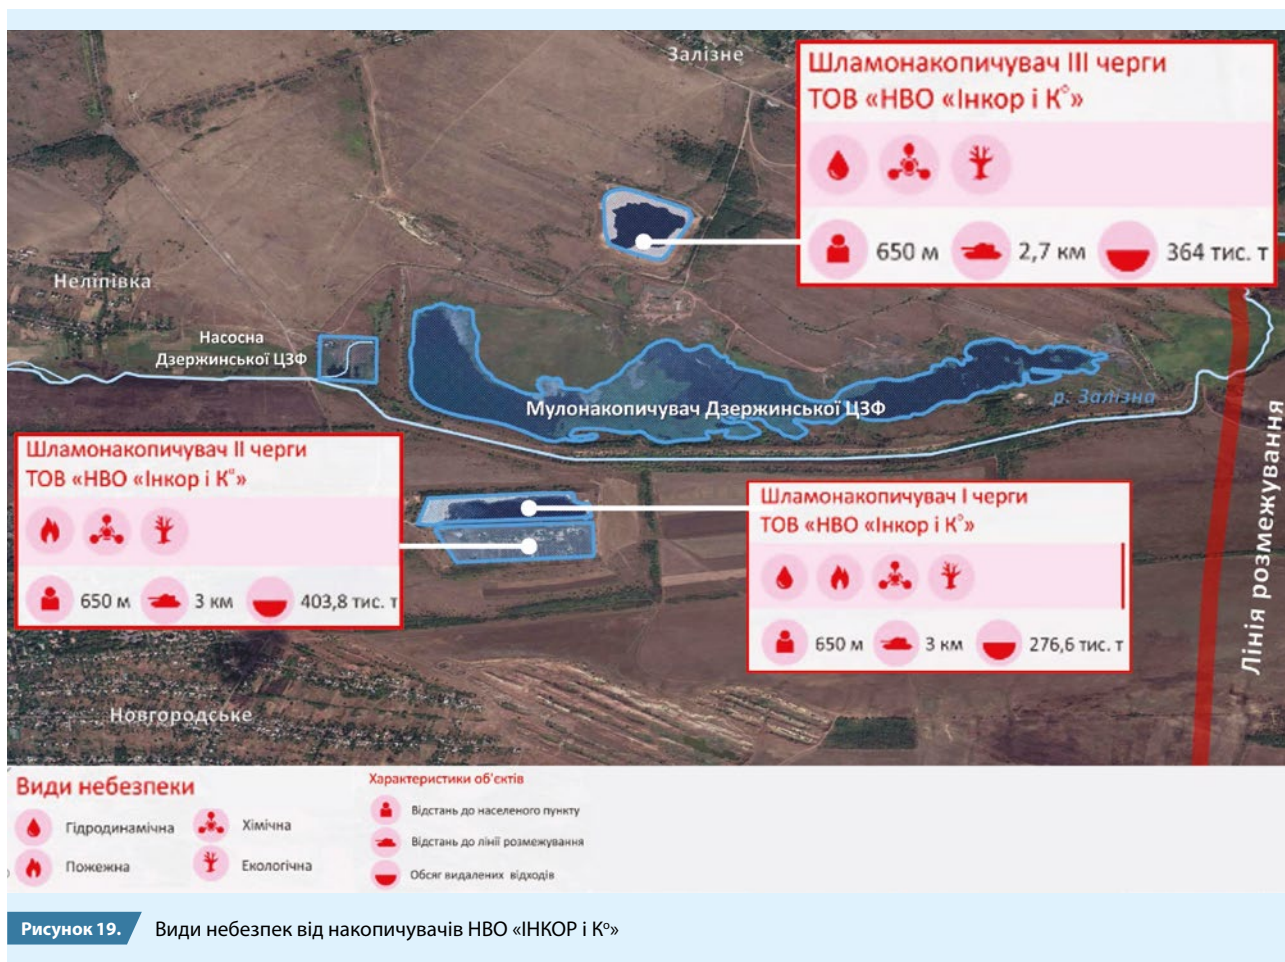 Залізне
Шламонакопичувач III черги
ТОВ «НВО «Інкор і К°»
650 м 2,7 км 364 тис. т
Неліпівка
Насосна
Дзержинської ЦЗФ
Мулонакопичувач Дзержинської ЦЗФ
р. Залізна
Лінія розмежування
Шламонакопичувач II черги
ТОВ «НВО «Інкор і К°»
650 м 3 км 403,8 тис. т
Шламонакопичувач I черги
ТОВ «НВО «Інкор і К°»
650 м 3 км 276,6 тис. т
Новгородське
Види небезпеки
Гідродинамічна
Хімічна
Пожежна
Екологічна
Характеристики об'єктів
Відстань до населеного пункту
Відстань до лінії розмежування
Обсяг видалених відходів
Рисунок 19. Види небезпек від накопичувачів НВО «ІНКОР і Кº»